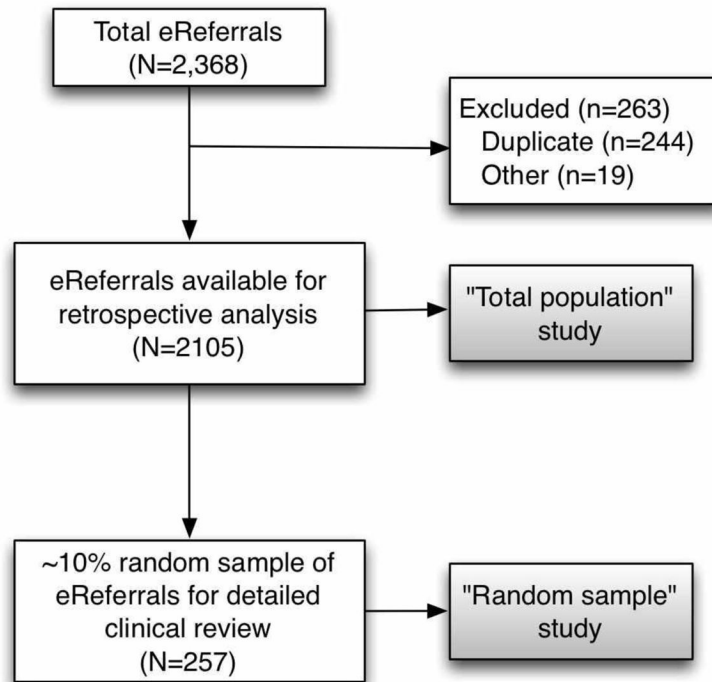 Total eReferrals
(N=2,368)
Excluded (n=263)
Duplicate (n=244)
Other (n=19)
eReferrals available for
retrospective analysis
(N=2105)
"Total population"
study
~10% random sample of
eReferrals for detailed
clinical review
(N=257)
"Random sample"
study